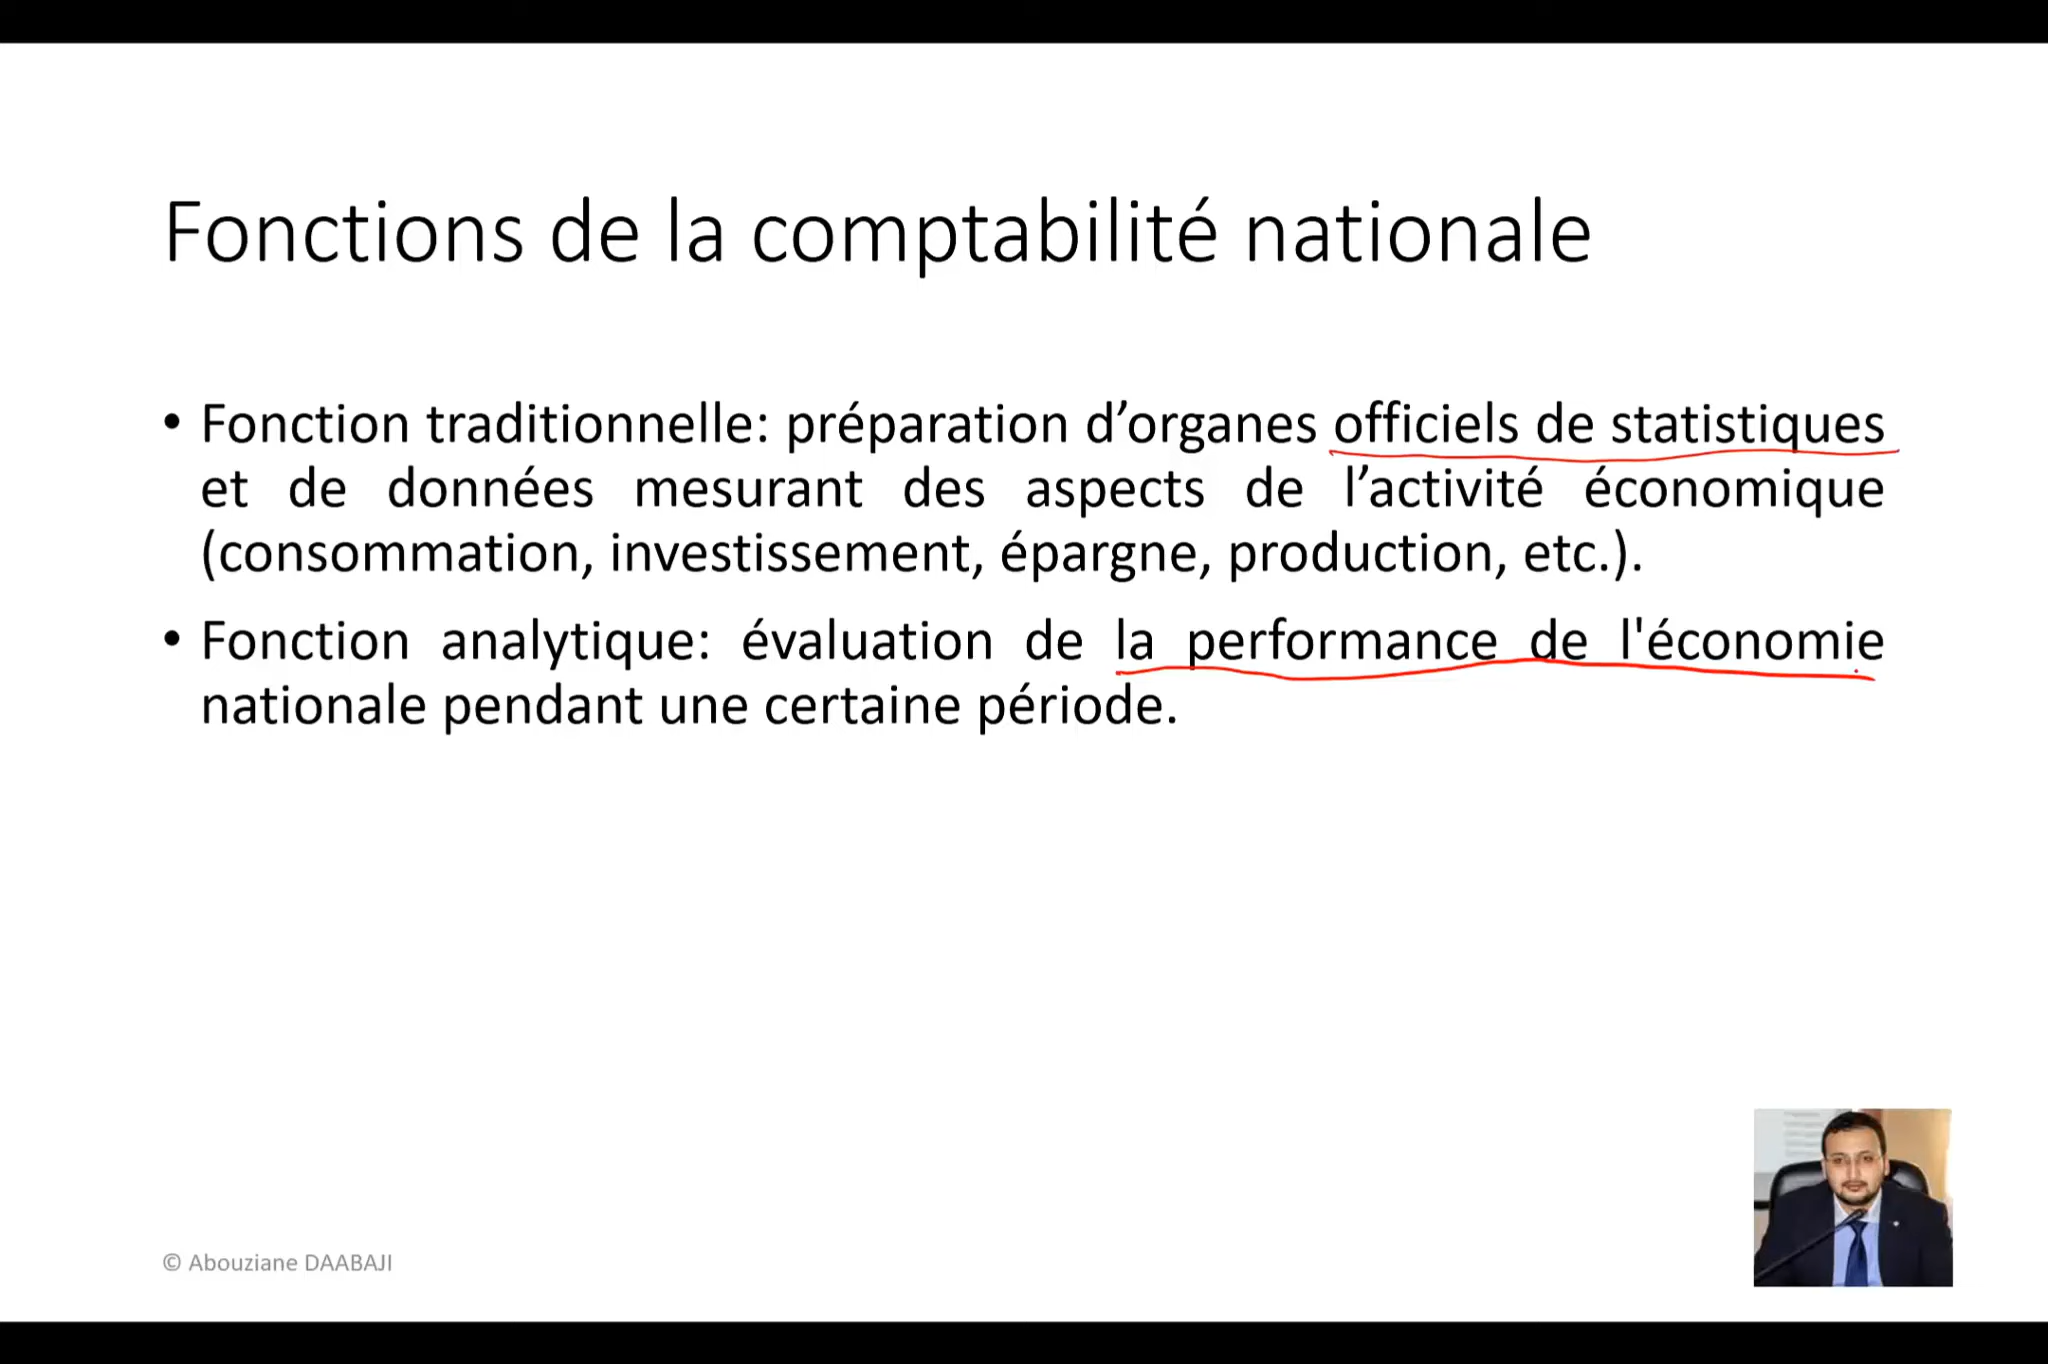 Fonctions de la comptabilité nationale
• Fonction traditionnelle: préparation d’organes officiels de statistiques
et de données mesurant des aspects de l’activité économique
(consommation, investissement, épargne, production, etc.).
• Fonction analytique: évaluation de la performance de l'économie
nationale pendant une certaine période.
© Abouziane DAABAJI